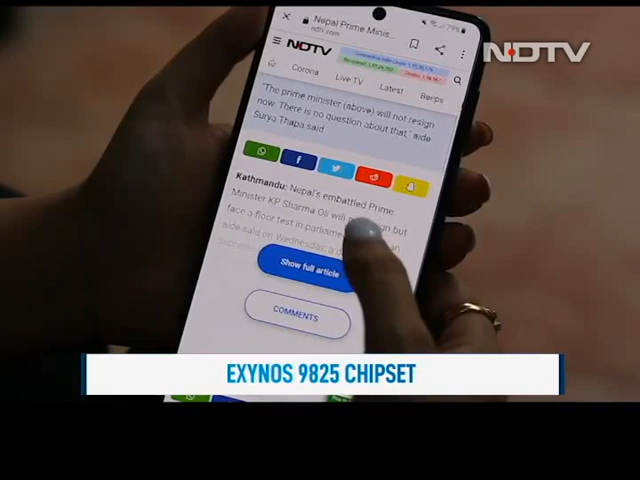 Nepal Prime Minis...
ndtv.com
79%
NDTV
NDTV
Corona
Live TV
Latest
"The prime minister (above) will not resign
now. There is no question about that," aide
Surya Thapa said
Kathmandu: Nepal's embattled Prime
Minister KP Sharma Oli will
but
face a floor test in
aide said on Wednesday, a
Show full article
COMMENTS
EXYNOS 9825 CHIPSET